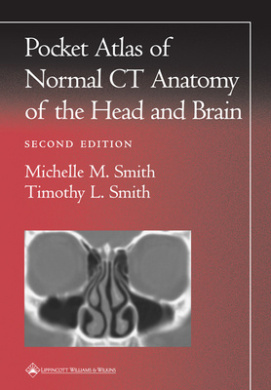 Pocket Atlas of
Normal CT Anatomy
of the Head and Brain
SECOND EDITION
Michelle M. Smith
Timothy L. Smith
LIPPINCOTT WILLIAMS & WILKINS